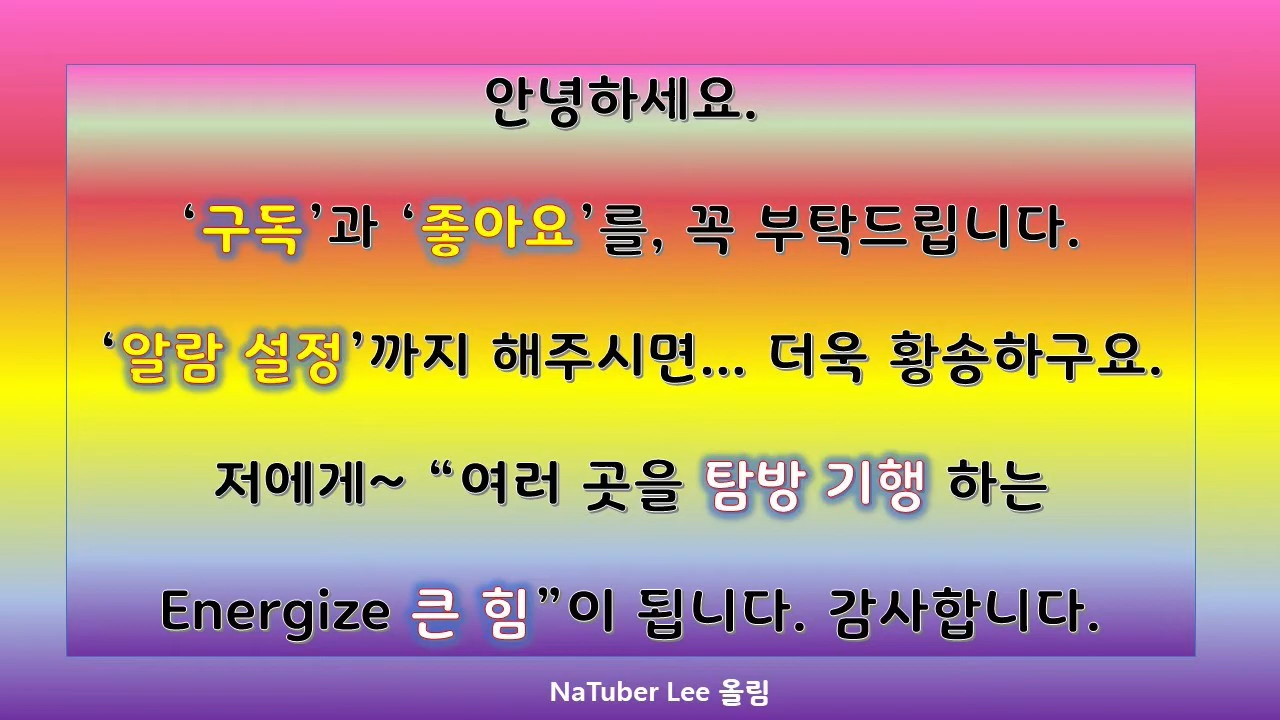 안녕하세요.
‘구독’과 ‘좋아요’를, 꼭 부탁드립니다.
‘알람 설정’까지 해주시면... 더욱 황송하구요.
저에게~ “여러 곳을 탐방 기행 하는
Energize 큰 힘”이 됩니다. 감사합니다.
NaTuber Lee 올림